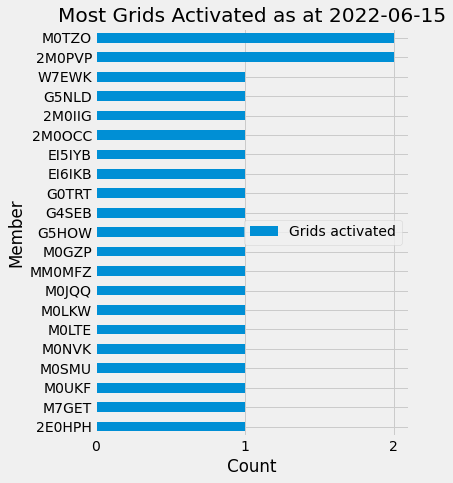 Most Grids Activated as at 2022-06-15
M0TZO
2M0PVP
W7EWK
G5NLD
2M0IIG
2M0OCC
EI5IYB
EI6IKB
G0TRT
G4SEB
G5HOW
M0GZP
MM0MFZ
M0JQQ
M0LKW
M0LTE
M0NVK
M0SMU
M0UKF
M7GET
2E0HPH
Member
Grids activated
0 1 2
Count